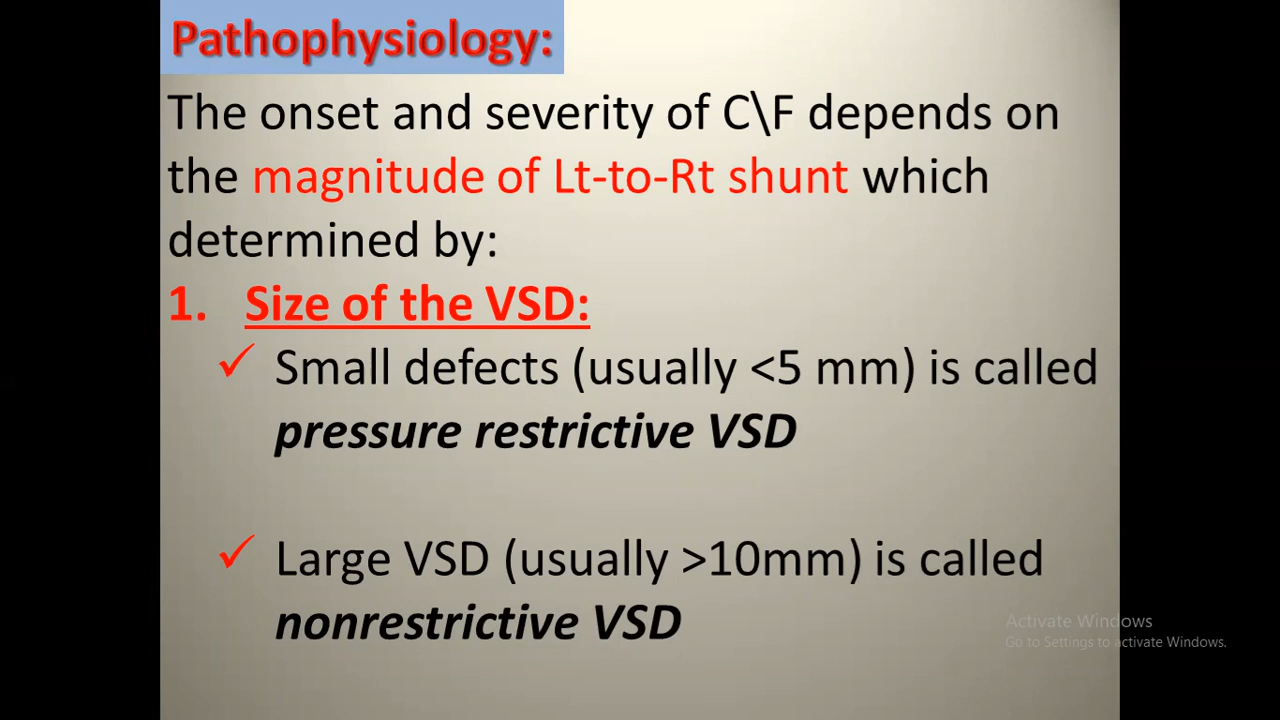 Pathophysiology:
The onset and severity of C\F depends on
the magnitude of Lt-to-Rt shunt which
determined by:
1. Size of the VSD:
✓ Small defects (usually <5 mm) is called
pressure restrictive VSD
✓ Large VSD (usually >10mm) is called
nonrestrictive VSD
Activate Windows
Go to Settings to activate Windows.